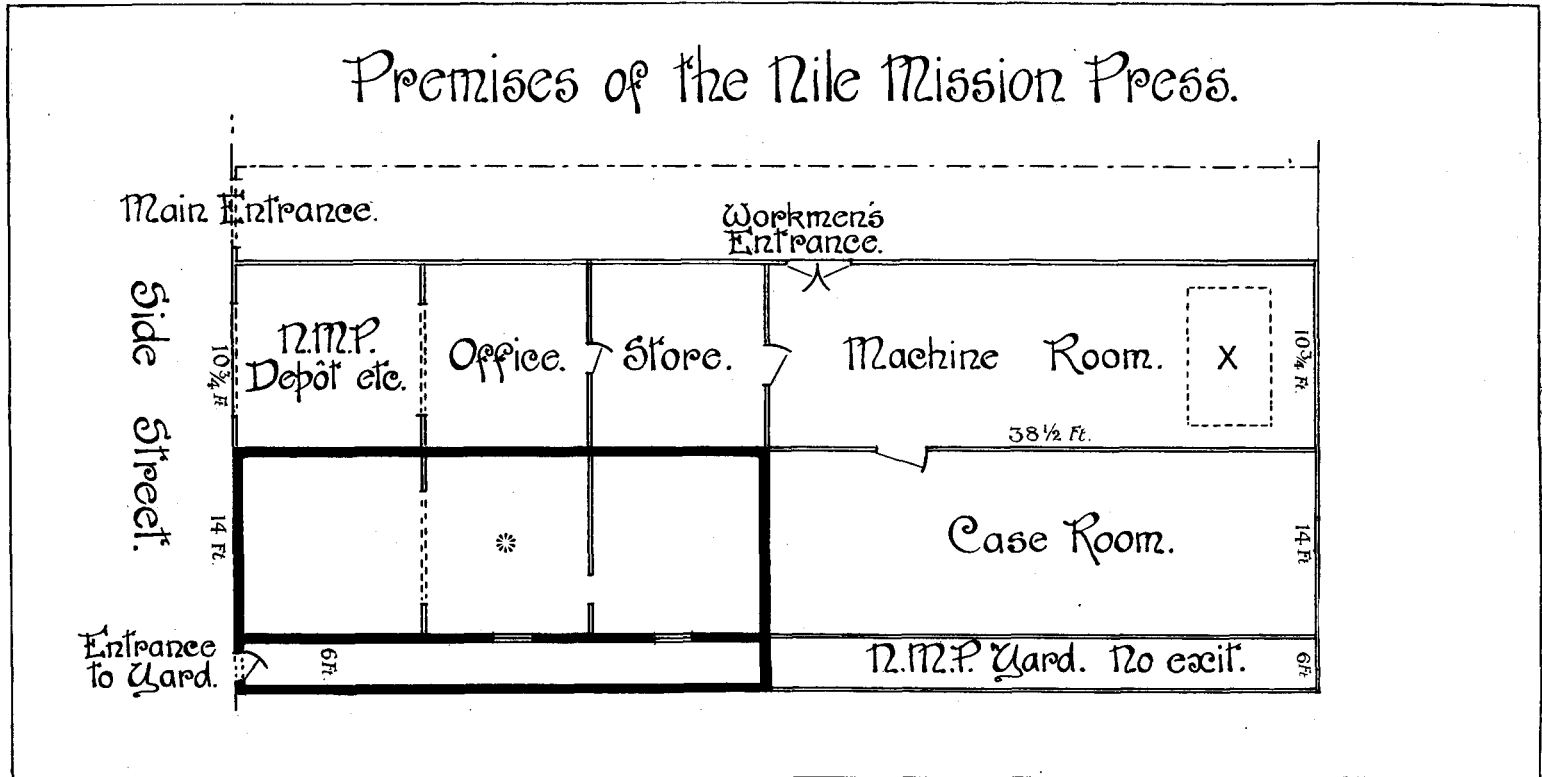 Premises of the Nile Mission Press.
Main Entrance.
Workmen's
Entrance.
Side Street.
10¾ Ft.
N.M.P.
Depôt etc.
Office.
Store.
Machine Room.
X
10¾ Ft.
38½ Ft.
14 Ft.
Case Room.
14 Ft
Entrance
to Yard.
6 Ft.
N.M.P. Yard. No exit.
6 Ft